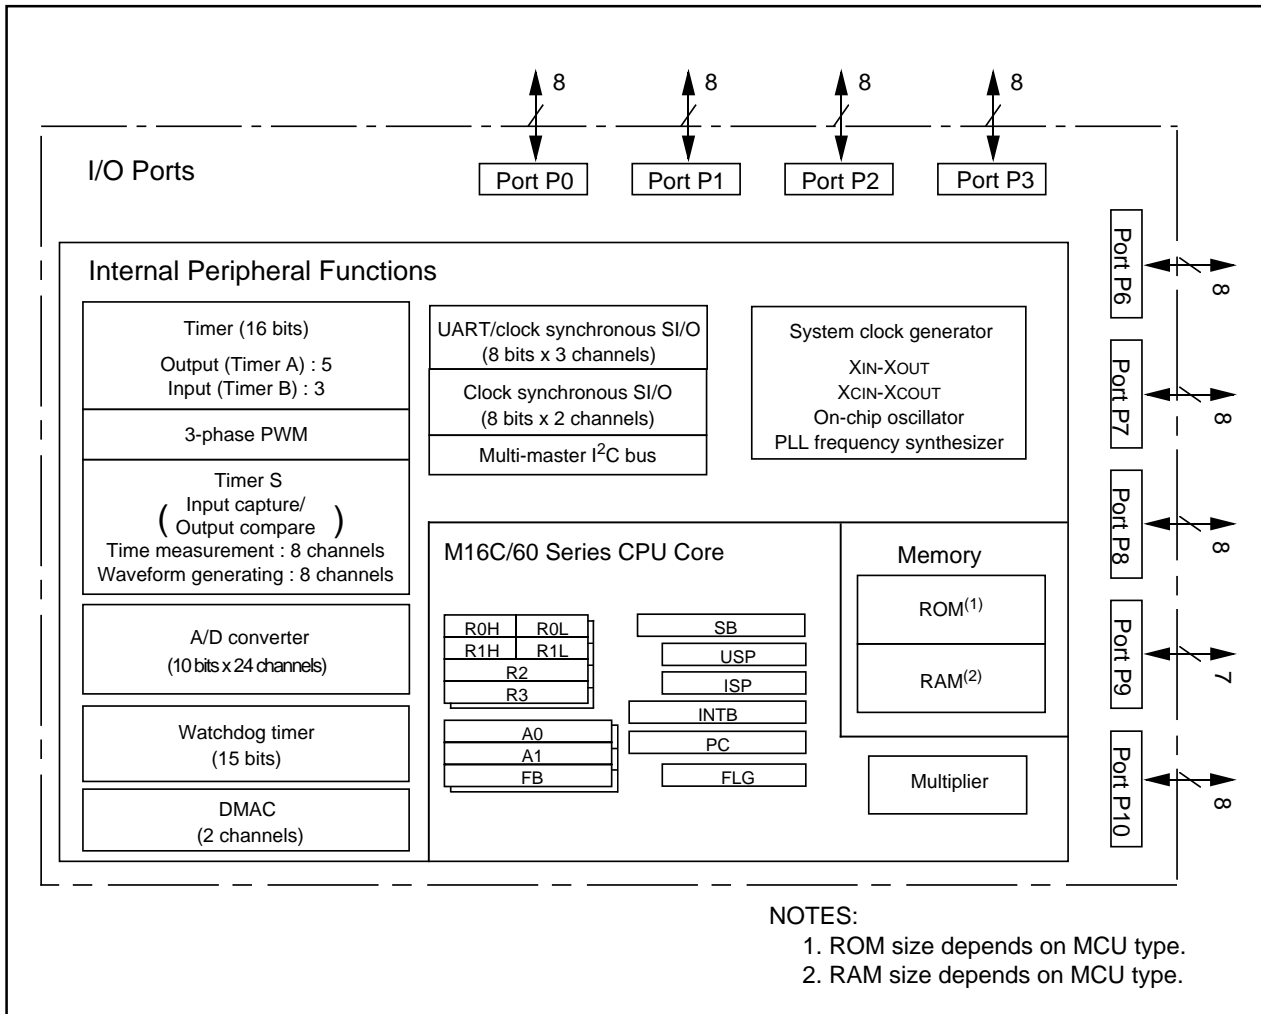 8 8 8 8
I/O Ports
Port P0 Port P1 Port P2 Port P3
Internal Peripheral Functions
Timer (16 bits)
Output (Timer A) : 5
Input (Timer B) : 3
3-phase PWM
Timer S
( Input capture/
Output compare )
Time measurement : 8 channels
Waveform generating : 8 channels
A/D converter
(10 bits x 24 channels)
Watchdog timer
(15 bits)
DMAC
(2 channels)
UART/clock synchronous SI/O
(8 bits x 3 channels)
Clock synchronous SI/O
(8 bits x 2 channels)
Multi-master I²C bus
System clock generator
XIN-XOUT
XCIN-XCOUT
On-chip oscillator
PLL frequency synthesizer
M16C/60 Series CPU Core
R0H R0L
R1H R1L
R2
R3
A0
A1
FB
SB
USP
ISP
INTB
PC
FLG
Memory
ROM(1)
RAM(2)
Multiplier
Port P6
8
Port P7
8
Port P8
8
Port P9
7
Port P10
8
NOTES:
1. ROM size depends on MCU type.
2. RAM size depends on MCU type.